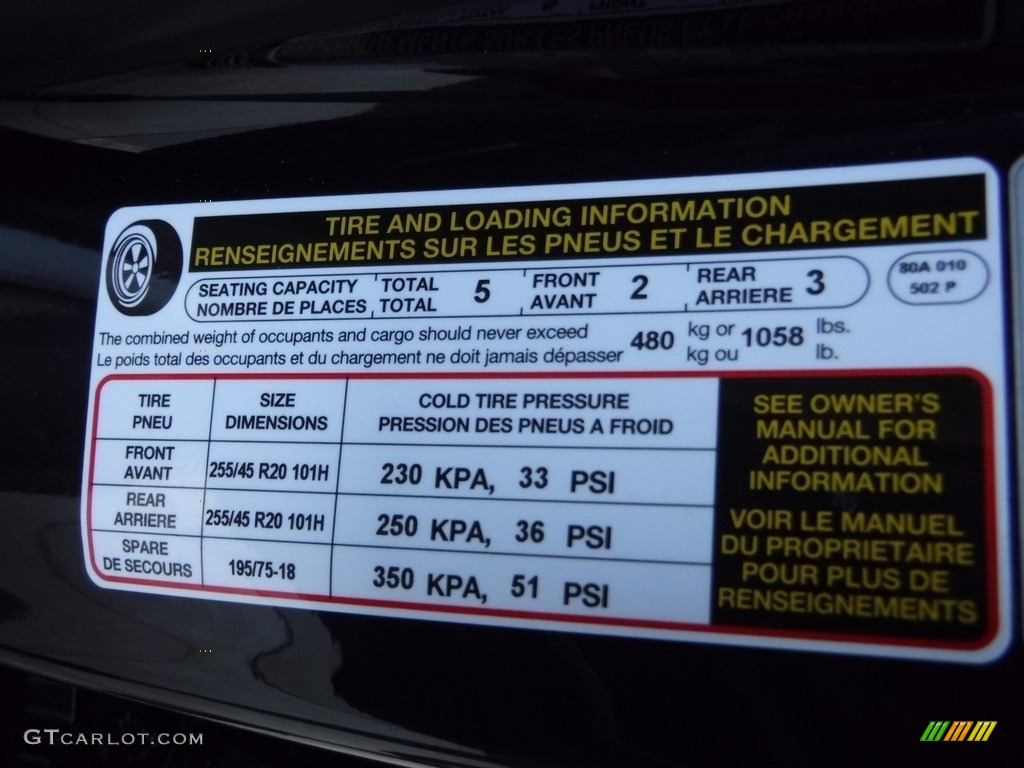 TIRE AND LOADING INFORMATION
RENSEIGNEMENTS SUR LES PNEUS ET LE CHARGEMENT
SEATING CAPACITY TOTAL 5 FRONT 2 REAR 3
NOMBRE DE PLACES TOTAL AVANT ARRIERE
80A 010
502 P
The combined weight of occupants and cargo should never exceed 480 kg or 1058 lbs.
Le poids total des occupants et du chargement ne doit jamais dépasser kg ou lb.
TIRE SIZE COLD TIRE PRESSURE
PNEU DIMENSIONS PRESSION DES PNEUS A FROID
FRONT
AVANT 255/45 R20 101H 230 KPA, 33 PSI
REAR
ARRIERE 255/45 R20 101H 250 KPA, 36 PSI
SPARE
DE SECOURS 195/75-18 350 KPA, 51 PSI
SEE OWNER'S
MANUAL FOR
ADDITIONAL
INFORMATION
VOIR LE MANUEL
DU PROPRIETAIRE
POUR PLUS DE
RENSEIGNEMENTS
GTCARLOT.COM